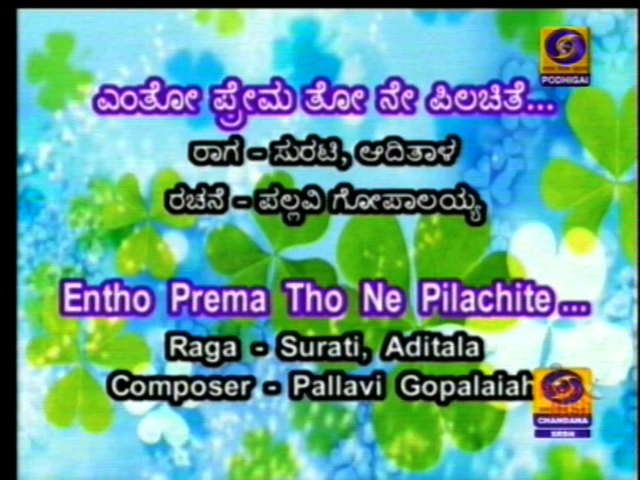 PODHIGAI
ಎಂತೋ ಪ್ರೇಮ ತೋ ನೇ ಪಿಲಚಿತೆ...
ರಾಗ - ಸುರಟಿ, ಆದಿತಾಳ
ರಚನೆ - ಪಲ್ಲವಿ ಗೋಪಾಲಯ್ಯ
Entho Prema Tho Ne Pilachite...
Raga - Surati, Aditala
Composer - Pallavi Gopalaiah
CHANDANA